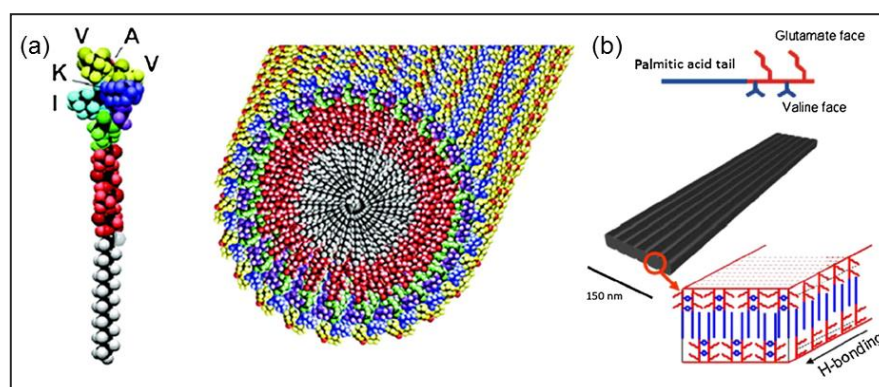 (a)
V
A
V
K
I
(b)
Glutamate face
Palmitic acid tail
Valine face
150 nm
H-bonding